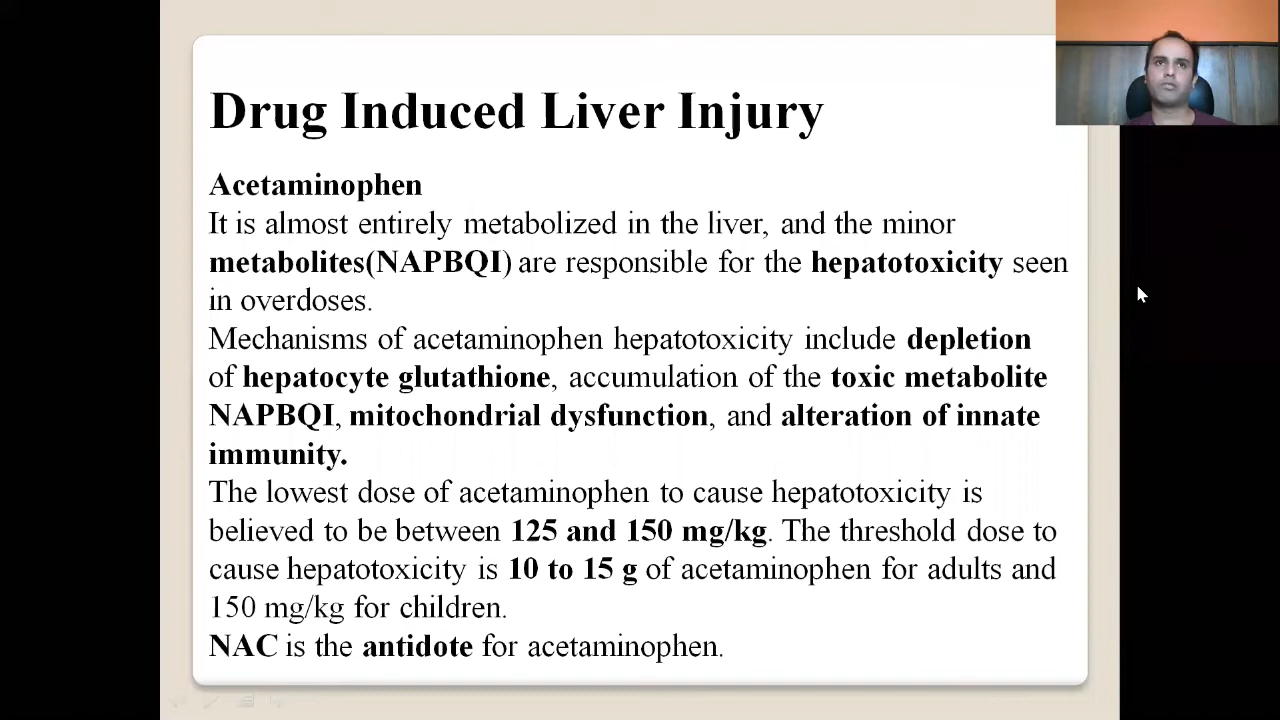 Drug Induced Liver Injury
Acetaminophen
It is almost entirely metabolized in the liver, and the minor
metabolites(NAPBQI) are responsible for the hepatotoxicity seen
in overdoses.
Mechanisms of acetaminophen hepatotoxicity include depletion
of hepatocyte glutathione, accumulation of the toxic metabolite
NAPBQI, mitochondrial dysfunction, and alteration of innate
immunity.
The lowest dose of acetaminophen to cause hepatotoxicity is
believed to be between 125 and 150 mg/kg. The threshold dose to
cause hepatotoxicity is 10 to 15 g of acetaminophen for adults and
150 mg/kg for children.
NAC is the antidote for acetaminophen.